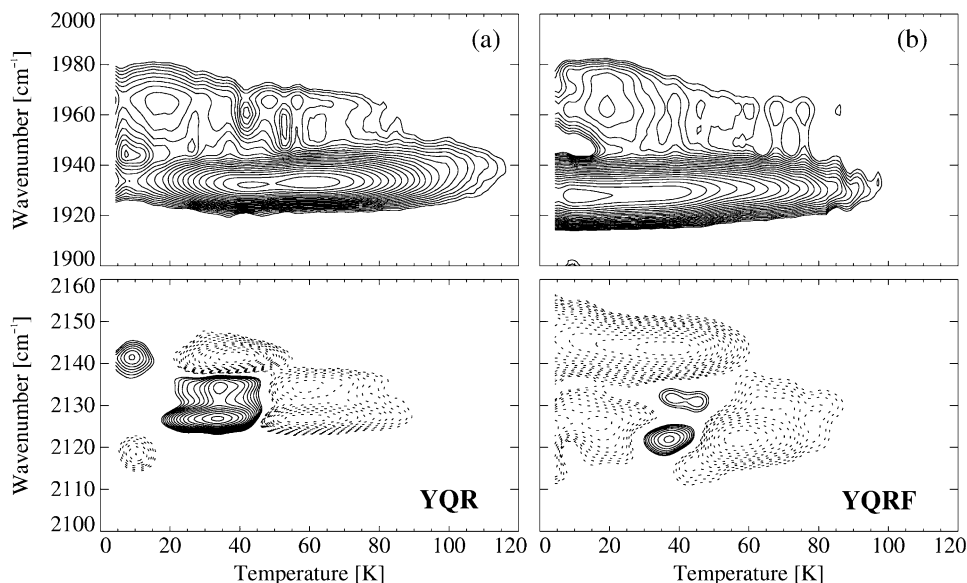 2000
1980
1960
1940
1920
1900
Wavenumber [cm⁻¹]
(a)
(b)
2160
2150
2140
2130
2120
2110
2100
Wavenumber [cm⁻¹]
YQR
YQRF
0 20 40 60 80 100 120
0 20 40 60 80 100 120
Temperature [K]
Temperature [K]